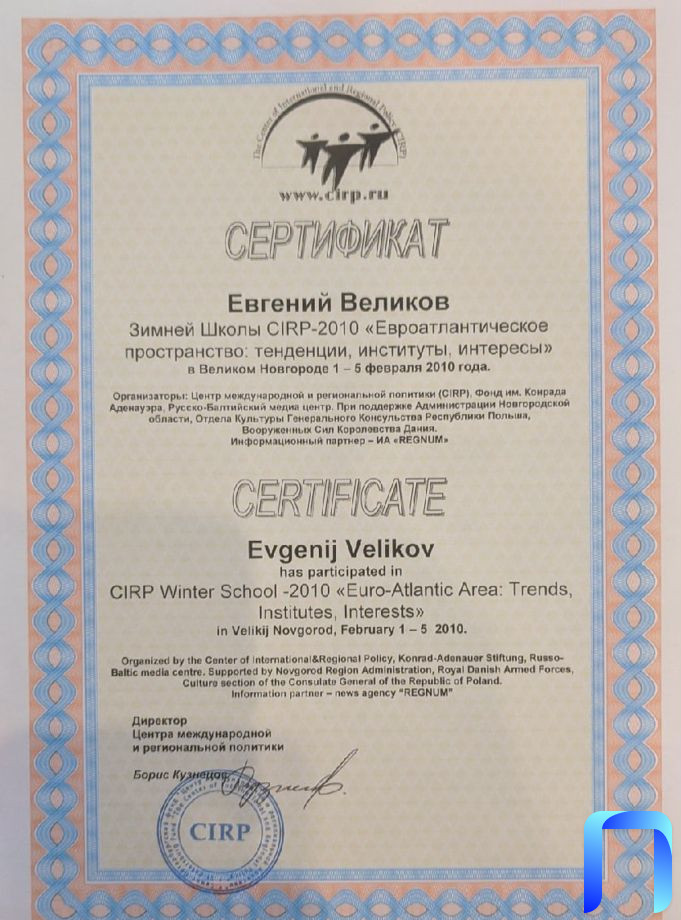 The Center of International and Regional Policy (CIRP)
www.cirp.ru
СЕРТИФИКАТ
Евгений Великов
Зимней Школы CIRP-2010 «Евроатлантическое
пространство: тенденции, институты, интересы»
в Великом Новгороде 1 – 5 февраля 2010 года.
Организаторы: Центр международной и региональной политики (CIRP), Фонд им. Конрада
Аденауэра, Русско-Балтийский медиа центр. При поддержке Администрации Новгородской
области, Отдела Культуры Генерального Консульства Республики Польша,
Вооруженных Сил Королевства Дания.
Информационный партнер – ИА «REGNUM»
CERTIFICATE
Evgenij Velikov
has participated in
CIRP Winter School -2010 «Euro-Atlantic Area: Trends,
Institutes, Interests»
in Velikij Novgorod, February 1 – 5 2010.
Organized by the Center of International&Regional Policy, Konrad-Adenauer Stiftung, Russo-
Baltic media centre. Supported by Novgorod Region Administration, Royal Danish Armed Forces,
Culture section of the Consulate General of the Republic of Poland.
Information partner – news agency "REGNUM"
Директор
Центра международной
и региональной политики
Борис Кузнецов
CIRP